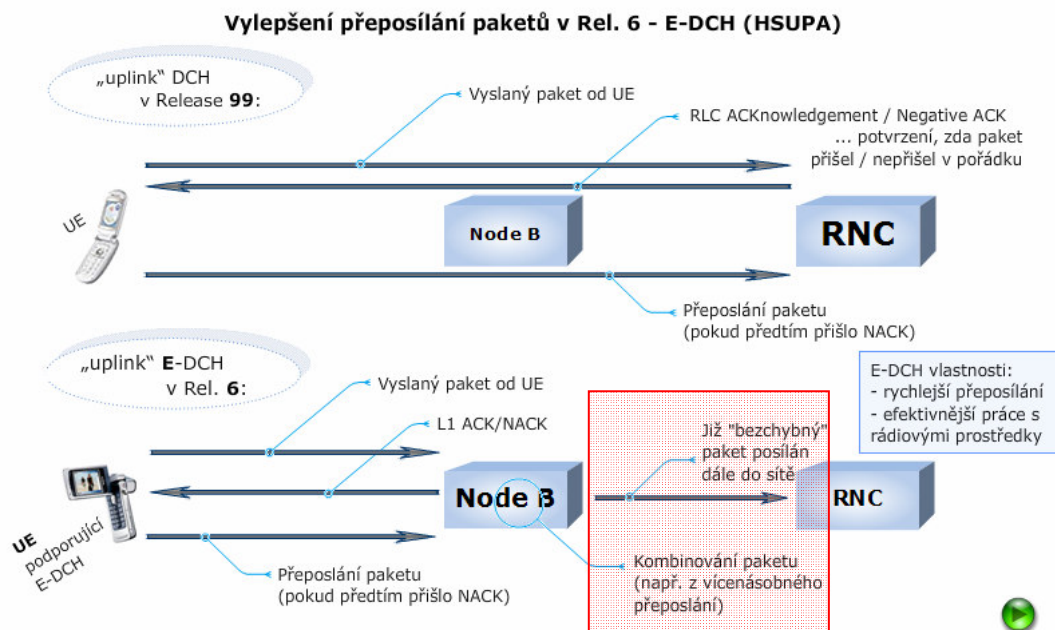 Vylepšení přeposílání paketů v Rel. 6 - E-DCH (HSUPA)
„uplink“ DCH
v Release 99:
Vyslaný paket od UE
RLC ACKnowledgement / Negative ACK
... potvrzení, zda paket
přišel / nepřišel v pořádku
UE
Node B
RNC
Přeposlání paketu
(pokud předtím přišlo NACK)
„uplink“ E-DCH
v Rel. 6:
E-DCH vlastnosti:
- rychlejší přeposílání
- efektivnější práce s
rádiovými prostředky
Vyslaný paket od UE
L1 ACK/NACK
Již "bezchybný"
paket posílán
dále do sítě
Node B
RNC
UE
podporující
E-DCH
Přeposlání paketu
(pokud předtím přišlo NACK)
Kombinování paketu
(např. z vícenásobného
přeposlání)